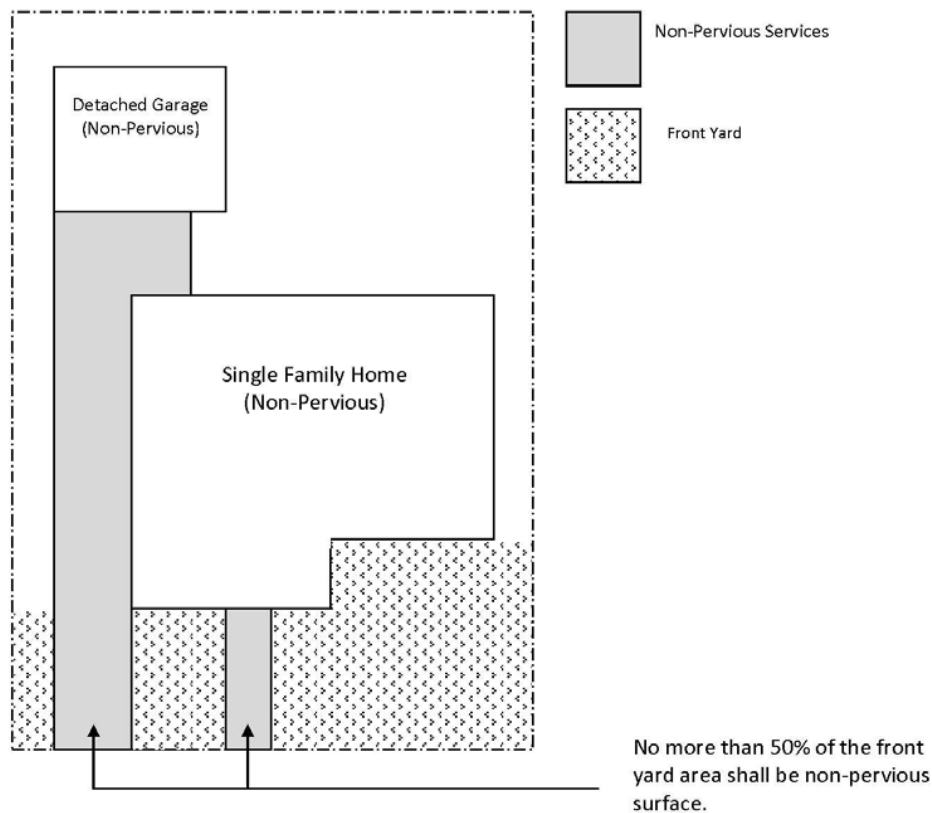 Non-Pervious Services
Detached Garage
(Non-Pervious)
Front Yard
Single Family Home
(Non-Pervious)
No more than 50% of the front
yard area shall be non-pervious
surface.